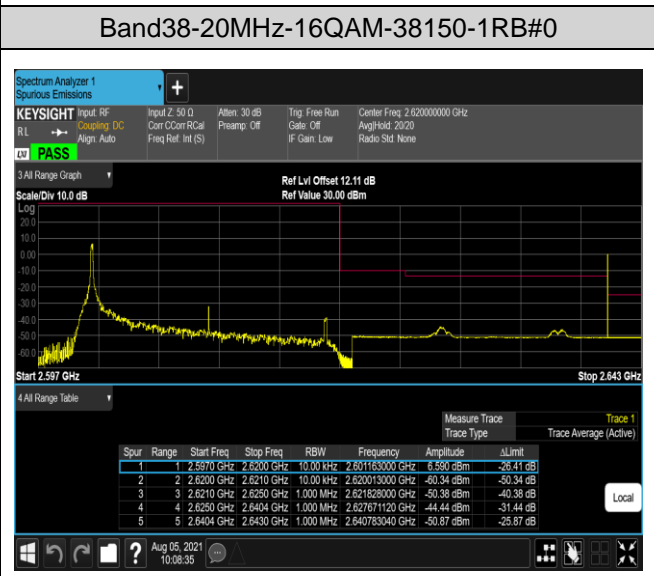 Band38-20MHz-16QAM-38150-1RB#0
Spectrum Analyzer 1
Spurious Emissions
+
KEYSIGHT Input: RF Input Z: 50 Ω Atten: 30 dB Trig: Free Run Center Freq: 2.620000000 GHz
RL Coupling: DC Corr CCorr RCal Preamp: Off Gate: Off Avg|Hold: 20/20
Align: Auto Freq Ref: Int (S) IF Gain: Low Radio Std: None
LXI PASS
3 All Range Graph
Ref Lvl Offset 12.11 dB
Scale/Div 10.0 dB Ref Value 30.00 dBm
Log
20.0
10.0
0.00
-10.0
-20.0
-30.0
-40.0
-50.0
-60.0
Start 2.597 GHz Stop 2.643 GHz
4 All Range Table
Measure Trace Trace 1
Trace Type Trace Average (Active)
Spur Range Start Freq Stop Freq RBW Frequency Amplitude ΔLimit
1 1 2.5970 GHz 2.6200 GHz 10.00 kHz 2.601163000 GHz 6.590 dBm -26.41 dB
2 2 2.6200 GHz 2.6210 GHz 10.00 kHz 2.620013000 GHz -60.34 dBm -50.34 dB
3 3 2.6210 GHz 2.6250 GHz 1.000 MHz 2.621828000 GHz -50.38 dBm -40.38 dB
4 4 2.6250 GHz 2.6404 GHz 1.000 MHz 2.627671120 GHz -44.44 dBm -31.44 dB
5 5 2.6404 GHz 2.6430 GHz 1.000 MHz 2.640783040 GHz -50.87 dBm -25.87 dB
Local
? Aug 05, 2021
10:08:35